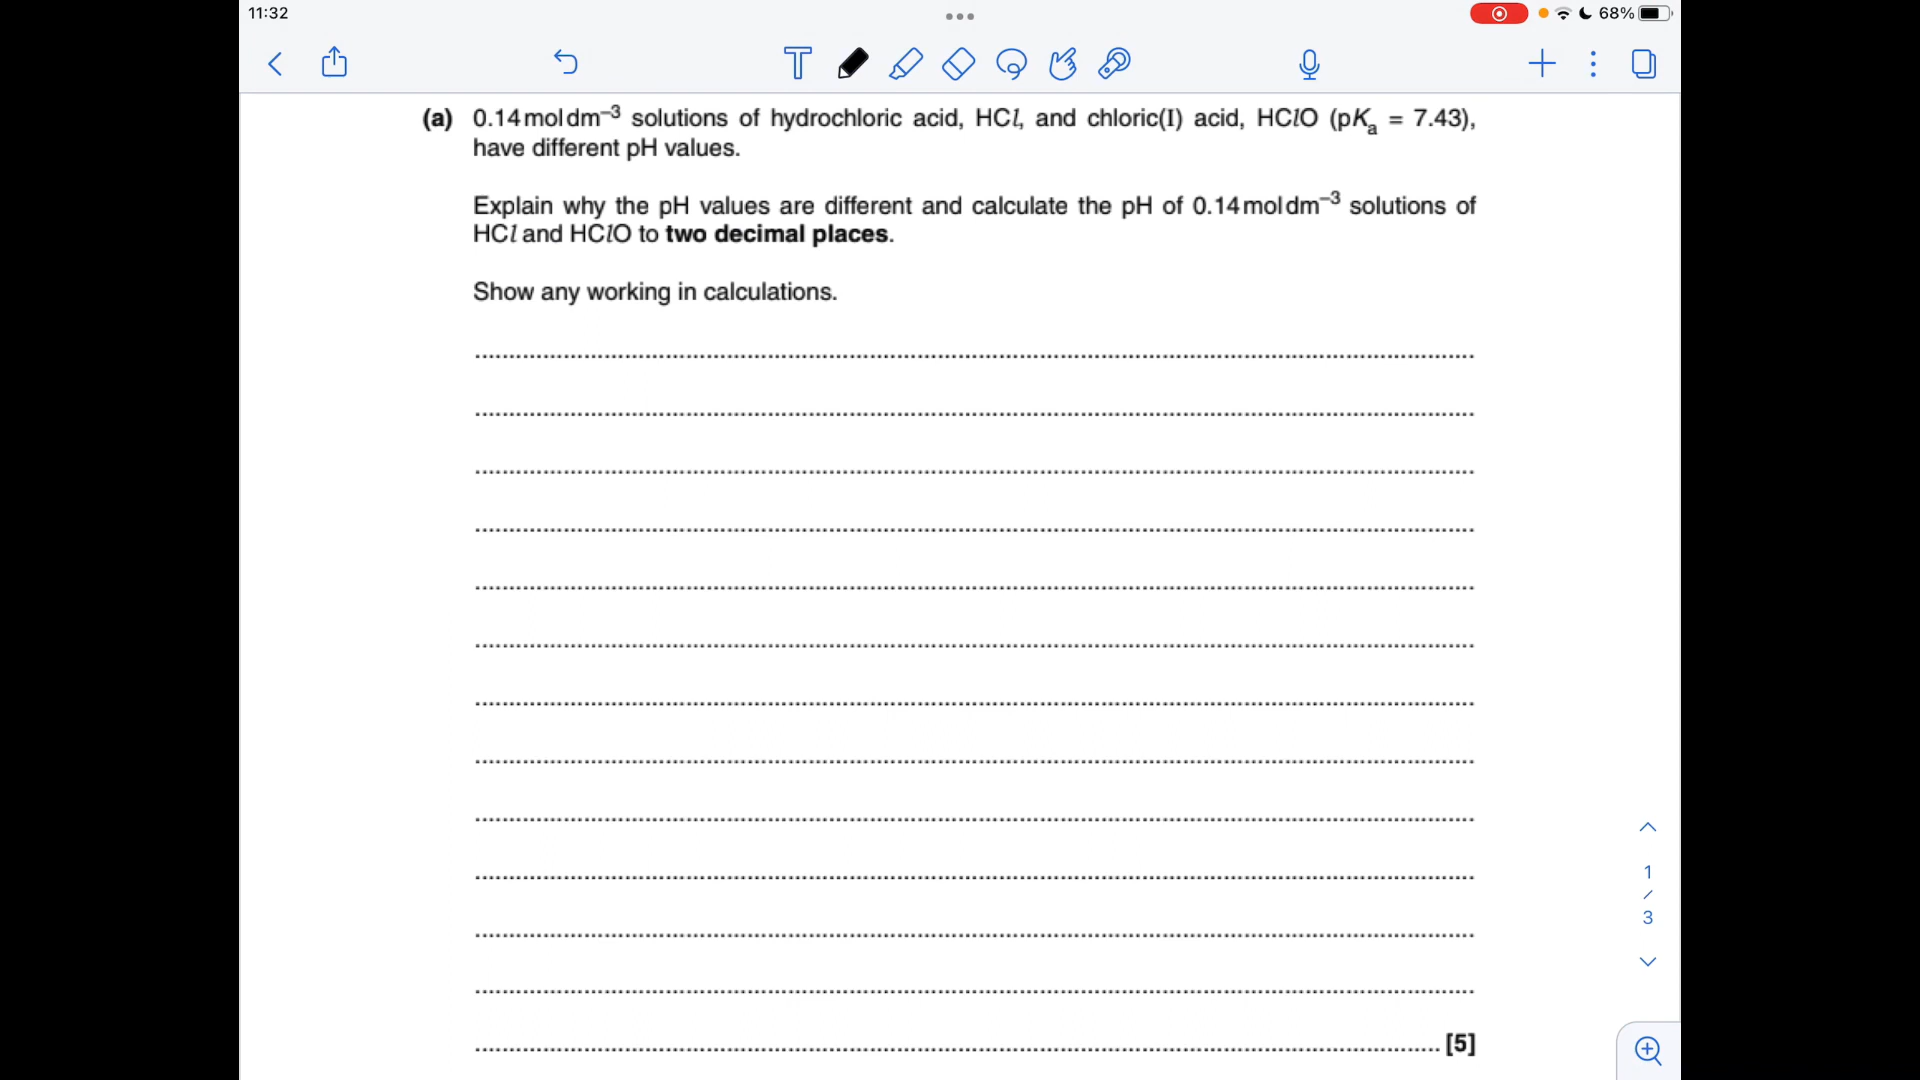 11:32
68%
(a) 0.14 mol dm⁻³ solutions of hydrochloric acid, HCl, and chloric(I) acid, HClO (pKₐ = 7.43),
have different pH values.
Explain why the pH values are different and calculate the pH of 0.14 mol dm⁻³ solutions of
HCl and HClO to two decimal places.
Show any working in calculations.
[5]
1
/
3